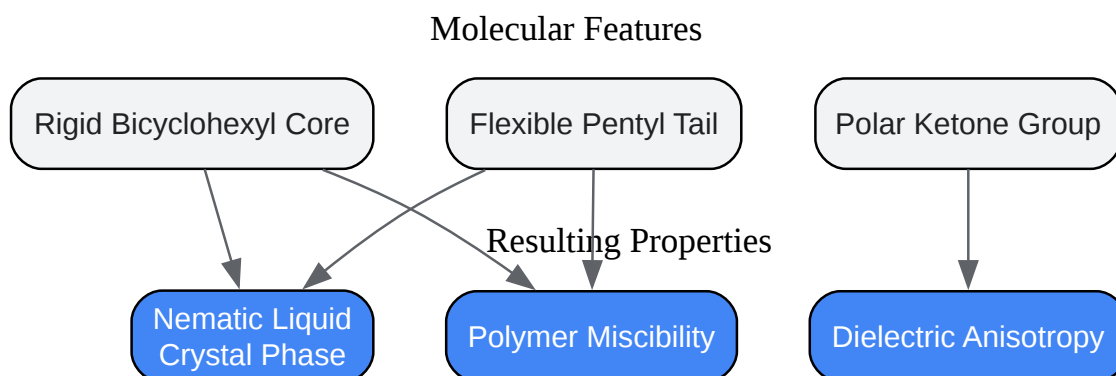 Molecular Features
Rigid Bicyclohexyl Core
Flexible Pentyl Tail
Polar Ketone Group
Resulting Properties
Nematic Liquid
Crystal Phase
Polymer Miscibility
Dielectric Anisotropy